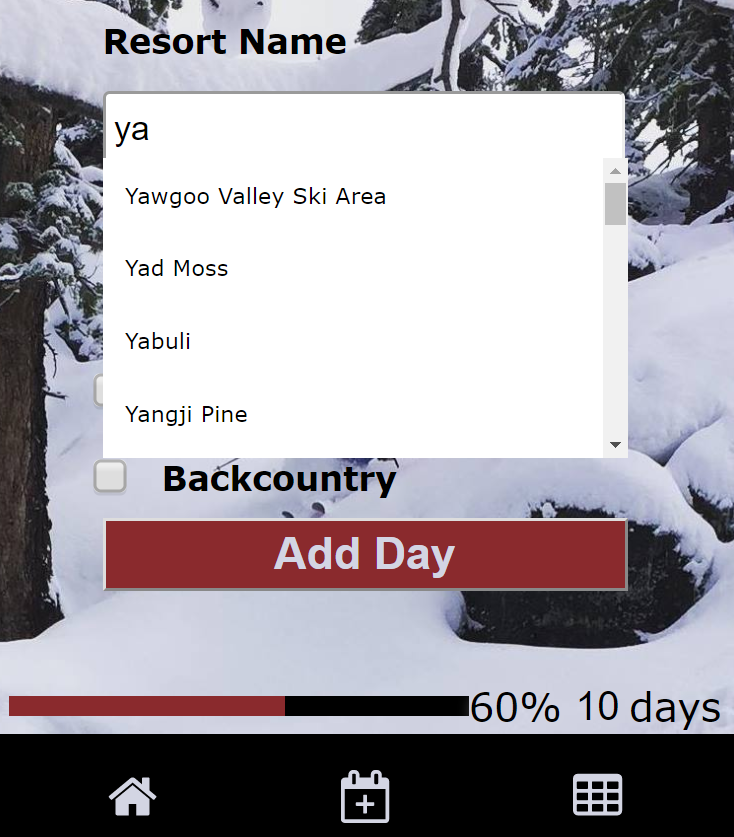 Resort Name
ya
Yawgoo Valley Ski Area
Yad Moss
Yabuli
Yangji Pine
Backcountry
Add Day
60% 10 days